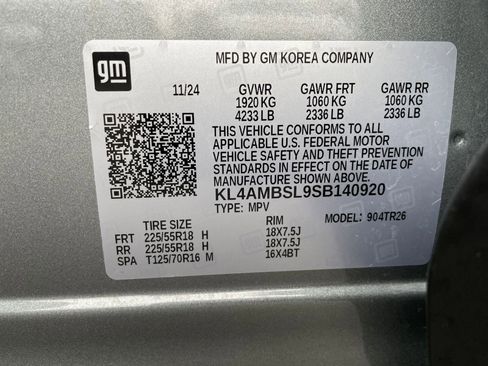 gm
MFD BY GM KOREA COMPANY
11/24 GVWR GAWR FRT GAWR RR
1920 KG 1060 KG 1060 KG
4233 LB 2336 LB 2336 LB
THIS VEHICLE CONFORMS TO ALL
APPLICABLE U.S. FEDERAL MOTOR
VEHICLE SAFETY AND THEFT PREVENTION
STANDARDS IN EFFECT ON THE DATE OF
MANUFACTURE SHOWN ABOVE.
KL4AMBSL9SB140920
TYPE: MPV MODEL: 904TR26
TIRE SIZE RIM
FRT 225/55R18 H 18X7.5J
RR 225/55R18 H 18X7.5J
SPA T125/70R16 M 16X4BT